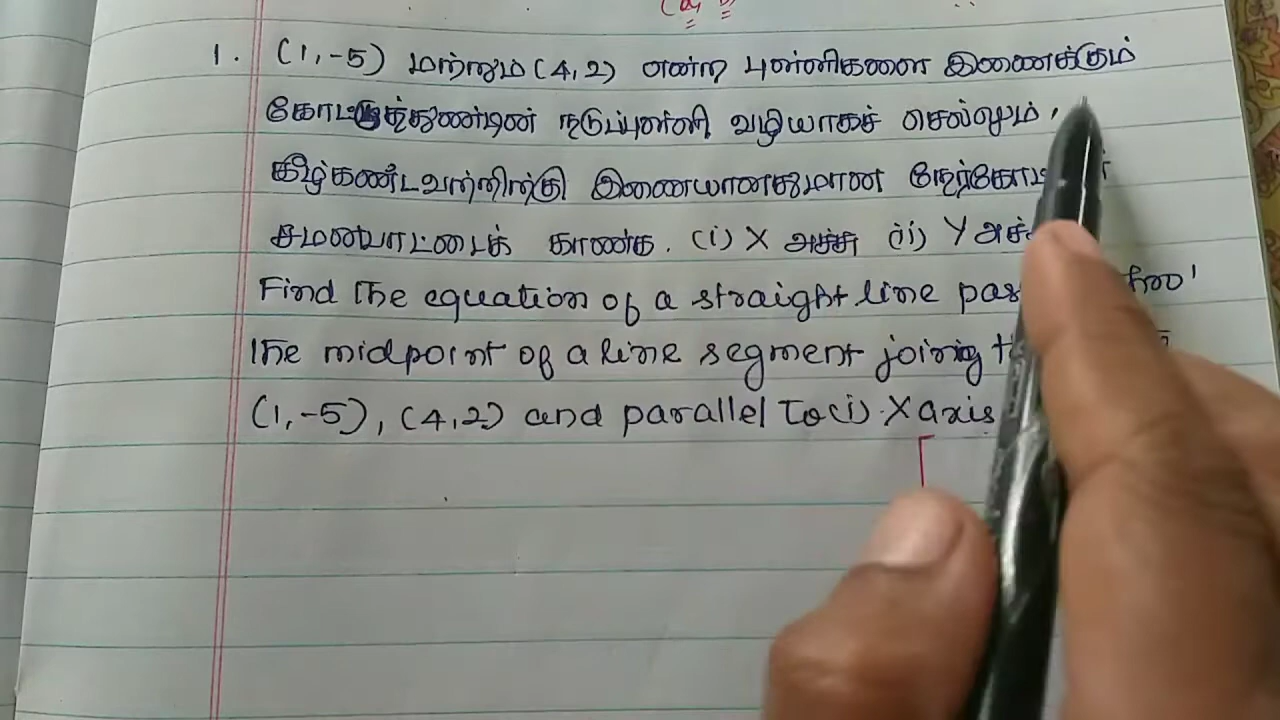 1. (1,-5) மற்றும் (4,2) என்ற புள்ளிகளை இணைக்கும்
கோட்டுத்துண்டின் நடுப்புள்ளி வழியாகச் செல்லும்,
கீழ்கண்டவற்றிற்கு இணையானதுமான
சமன்பாட்டைக் காண்க. (i) X அச்சு (ii) Y
Find The equation of a straight line
The midpoint of a line segment joining
(1,-5), (4,2) and parallel To (i) X axis